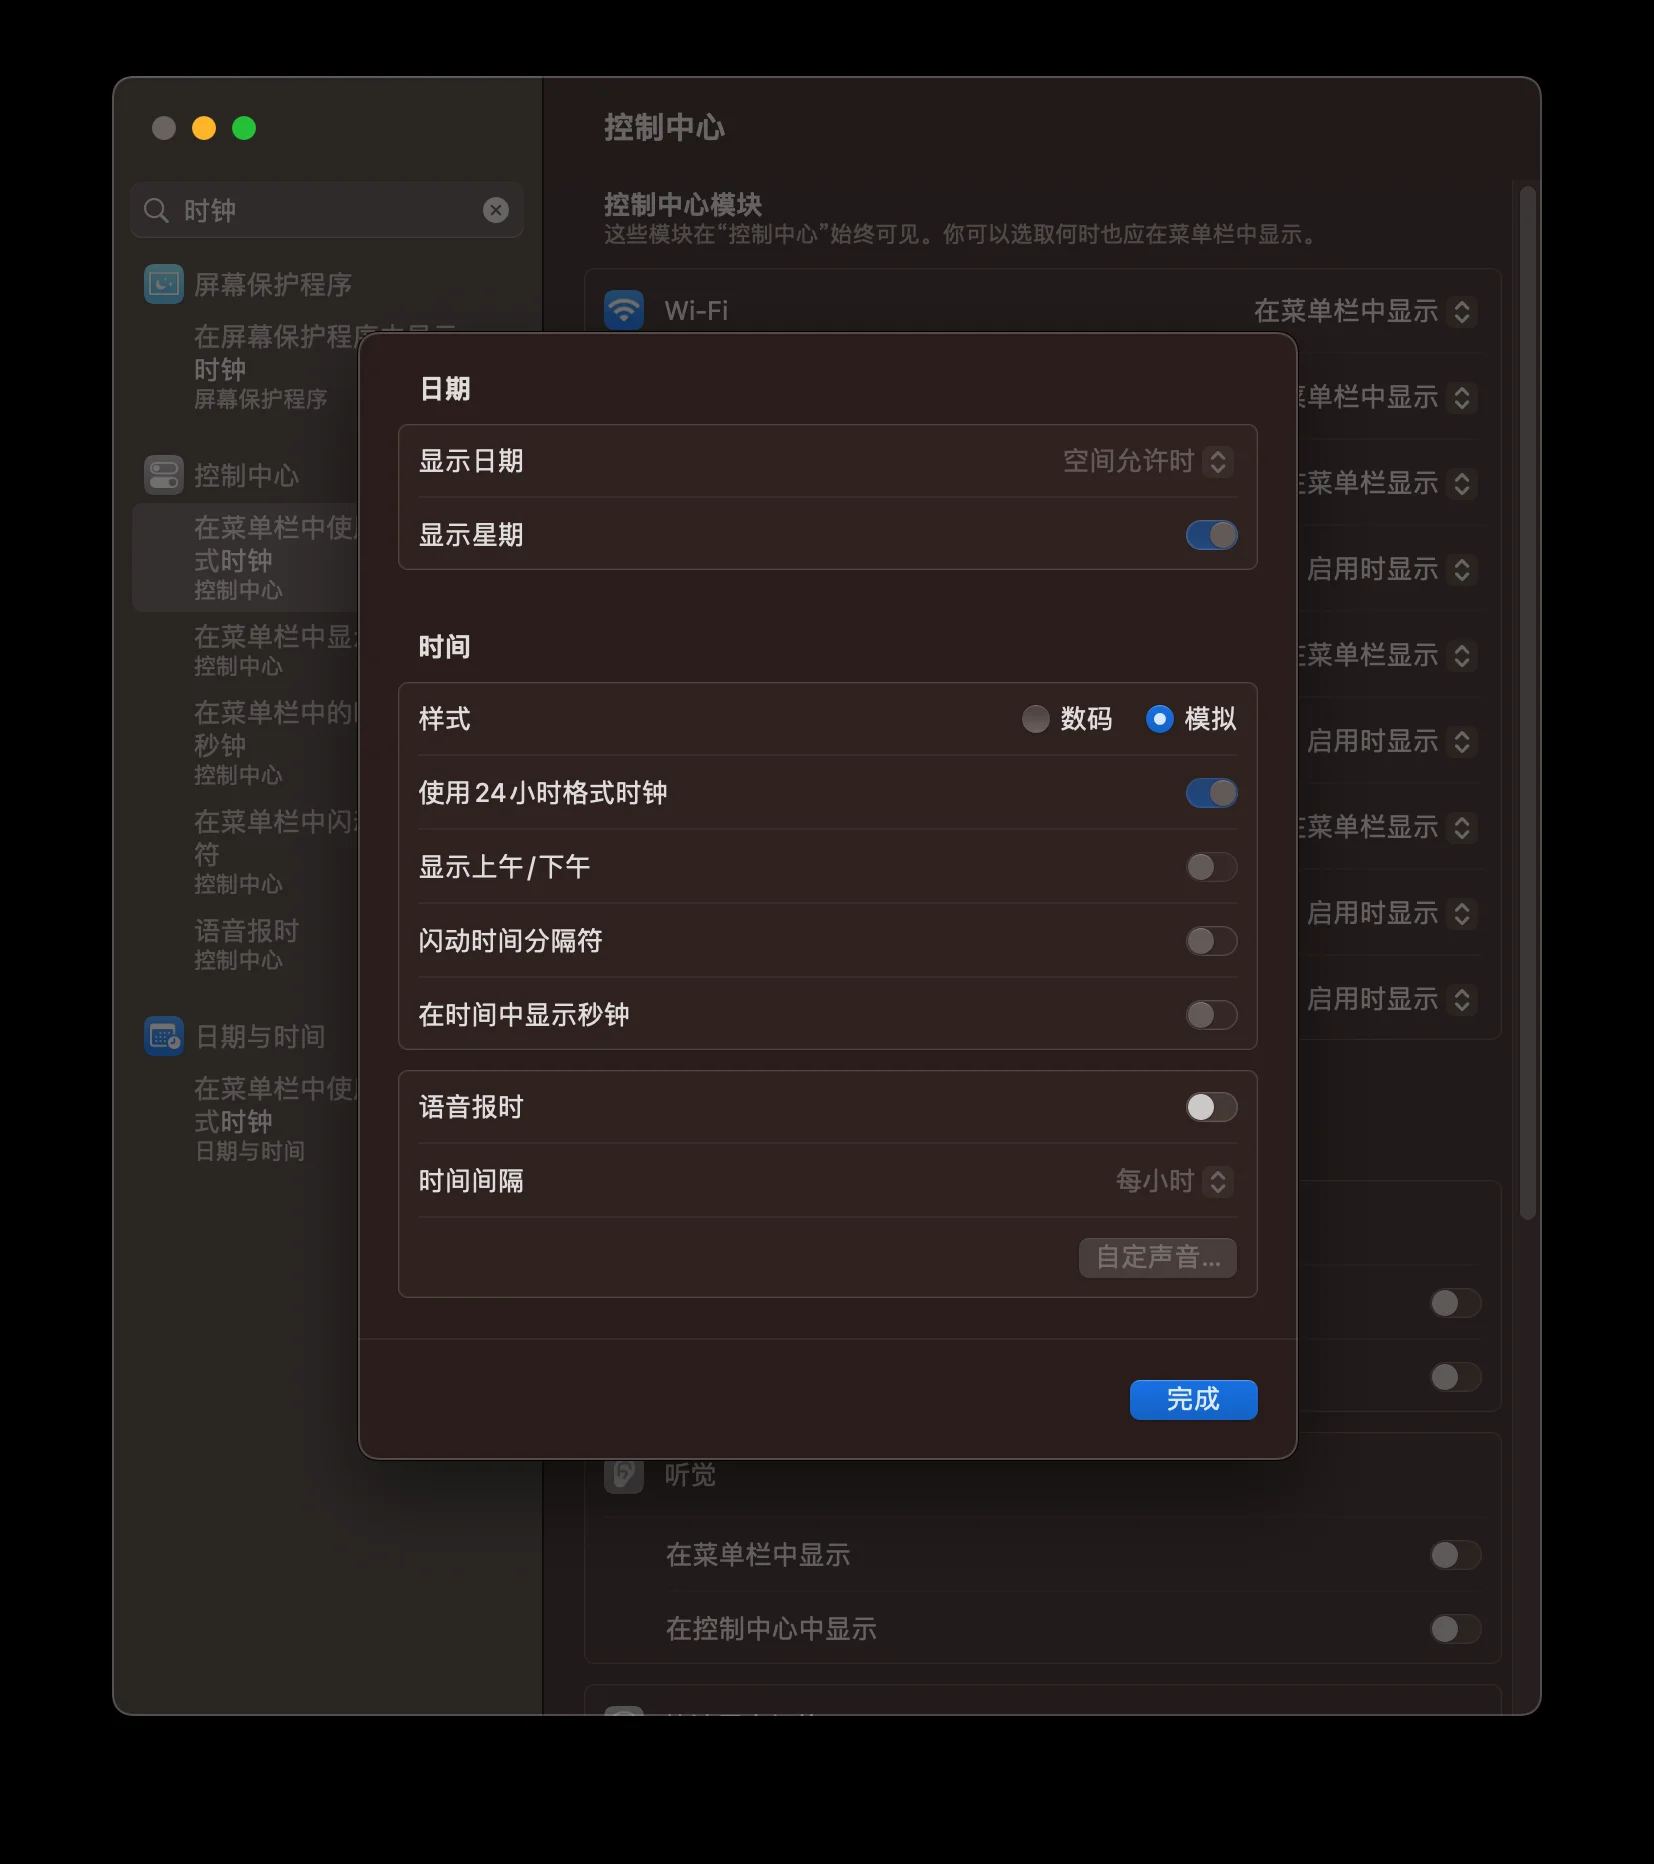 控制中心
时钟
控制中心模块
这些模块在“控制中心”始终可见。你可以选取何时也应在菜单栏中显示。
屏幕保护程序
在屏幕保护程序中显示
时钟
屏幕保护程序
控制中心
在菜单栏中使
式时钟
控制中心
在菜单栏中显
控制中心
在菜单栏中的
秒钟
控制中心
在菜单栏中闪
符
控制中心
语音报时
控制中心
日期与时间
在菜单栏中使
式时钟
日期与时间
Wi-Fi
在菜单栏中显示
菜单栏中显示
菜单栏显示
启用时显示
菜单栏显示
启用时显示
菜单栏显示
启用时显示
启用时显示
日期
显示日期
空间允许时
显示星期
时间
样式
数码
模拟
使用24小时格式时钟
显示上午/下午
闪动时间分隔符
在时间中显示秒钟
语音报时
时间间隔
每小时
自定声音...
完成
听觉
在菜单栏中显示
在控制中心中显示